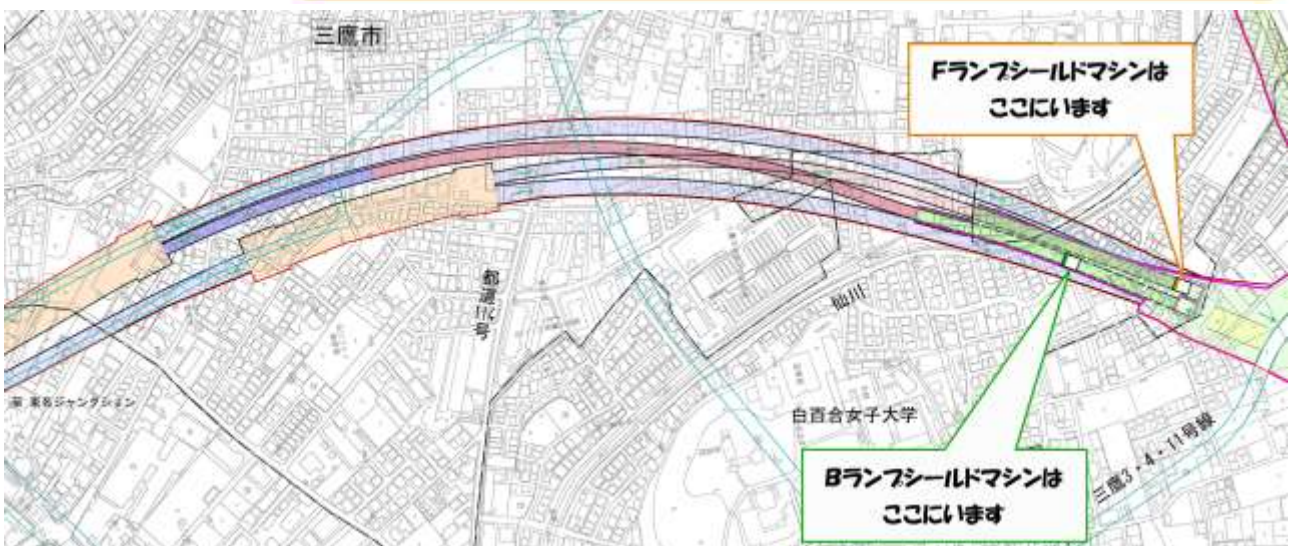 三鷹市
Fランプシールドマシンは
ここにいます
都道114号
仙川
至 東名ジャンクション
白百合女子大学
三鷹3・4・11号線
Bランプシールドマシンは
ここにいます